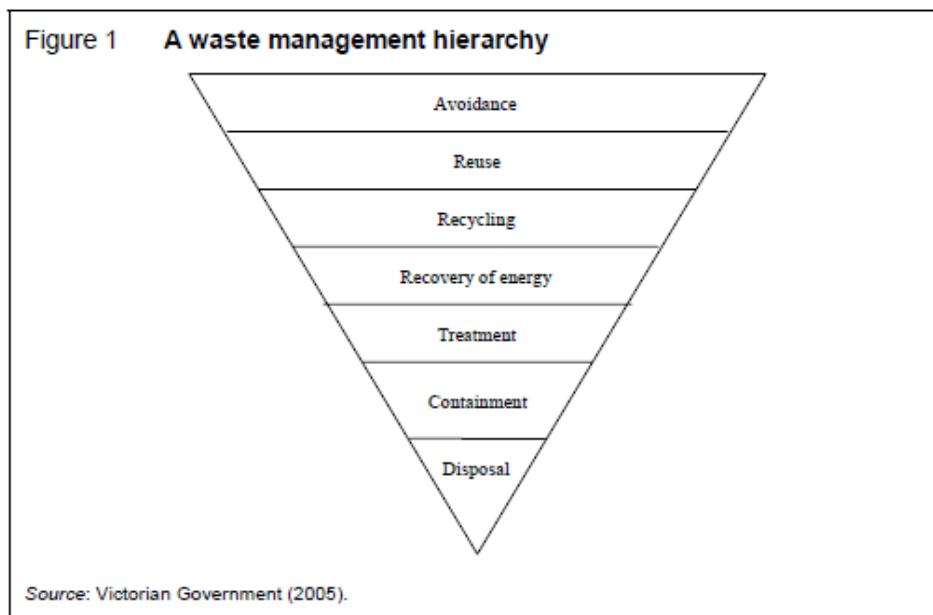 Figure 1 A waste management hierarchy
Avoidance
Reuse
Recycling
Recovery of energy
Treatment
Containment
Disposal
Source: Victorian Government (2005).